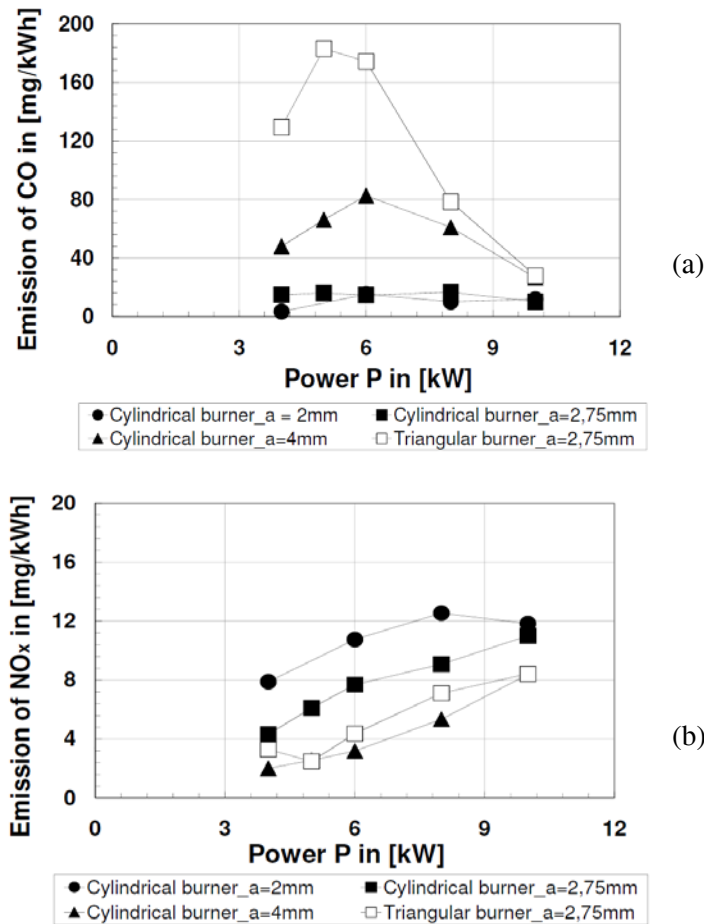 200
160
120
80
40
0
Emission of CO in [mg/kWh]
0 3 6 9 12
Power P in [kW]
(a)
Cylindrical burner_a = 2mm Cylindrical burner_a=2,75mm
Cylindrical burner_a=4mm Triangular burner_a=2,75mm
20
16
12
8
4
0
Emission of NOx in [mg/kWh]
0 3 6 9 12
Power P in [kW]
(b)
Cylindrical burner_a=2mm Cylindrical burner_a=2,75mm
Cylindrical burner_a=4mm Triangular burner_a=2,75mm